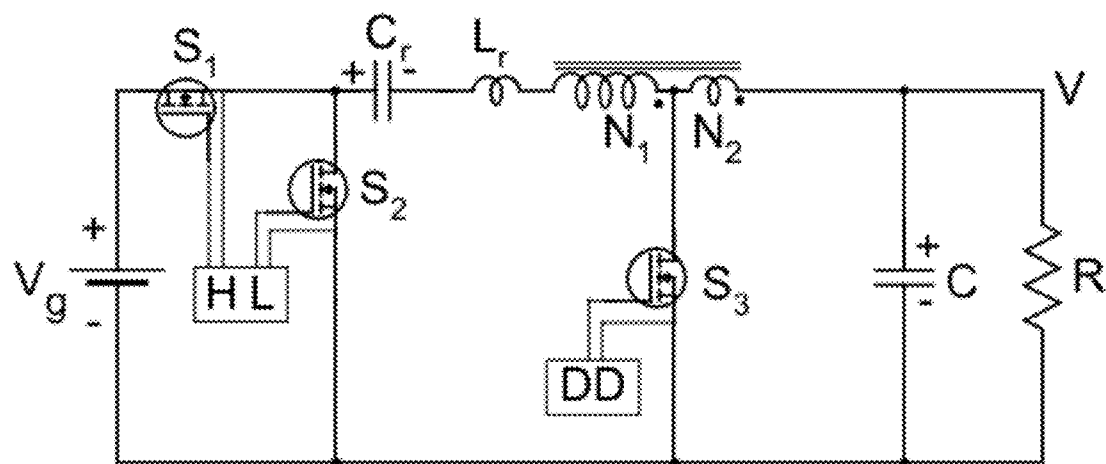 S1
+ Cr -
Lr
N1
N2
V
S2
+
Vg
-
H L
S3
DD
+
C
-
R